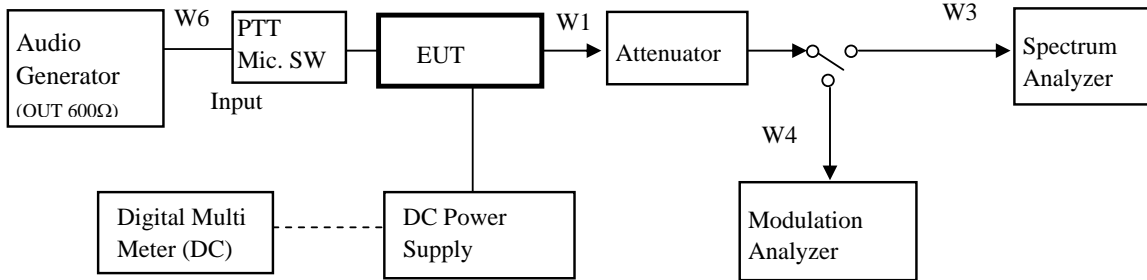 W6
Audio
Generator
(OUT 600Ω)
PTT
Mic. SW
Input
EUT
W1
Attenuator
W3
Spectrum
Analyzer
W4
Modulation
Analyzer
Digital Multi
Meter (DC)
DC Power
Supply